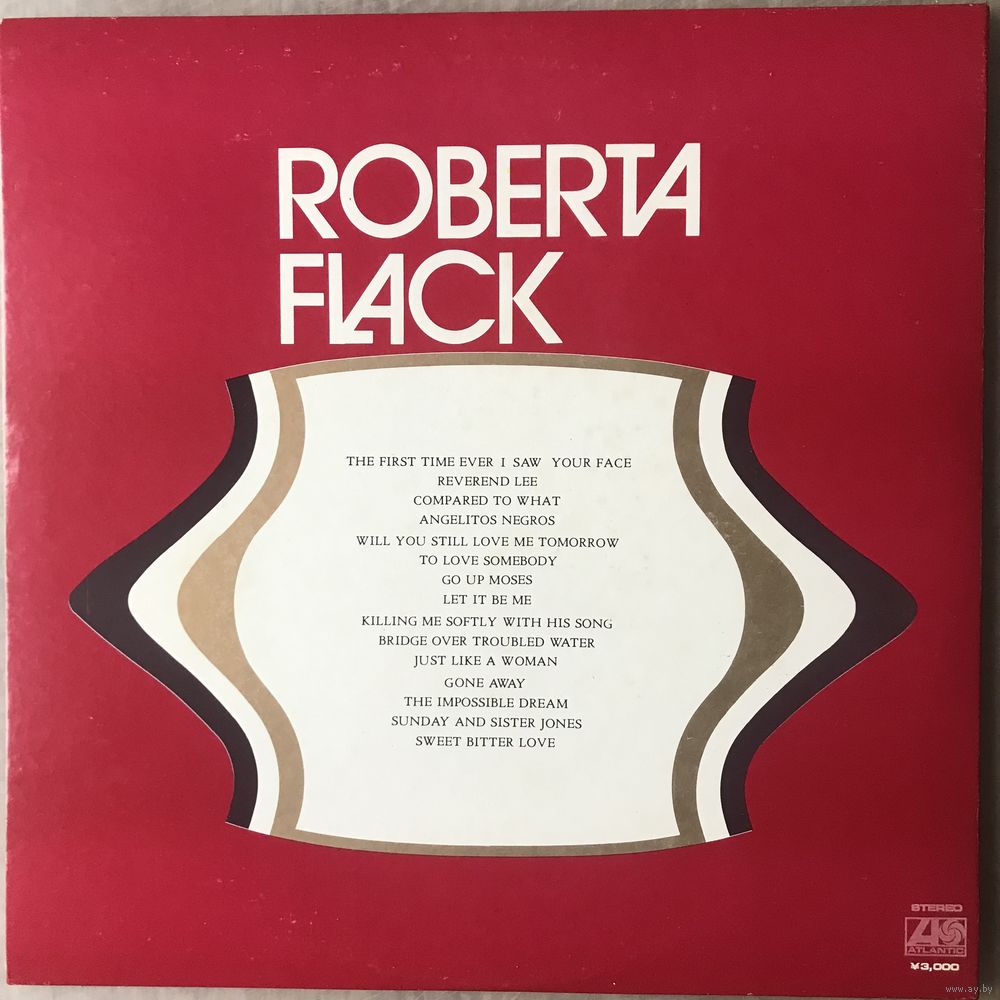 ROBERTA
FLACK
THE FIRST TIME EVER I SAW YOUR FACE
REVEREND LEE
COMPARED TO WHAT
ANGELITOS NEGROS
WILL YOU STILL LOVE ME TOMORROW
TO LOVE SOMEBODY
GO UP MOSES
LET IT BE ME
KILLING ME SOFTLY WITH HIS SONG
BRIDGE OVER TROUBLED WATER
JUST LIKE A WOMAN
GONE AWAY
THE IMPOSSIBLE DREAM
SUNDAY AND SISTER JONES
SWEET BITTER LOVE
STEREO
ATLANTIC
¥3,000
www.ay.by